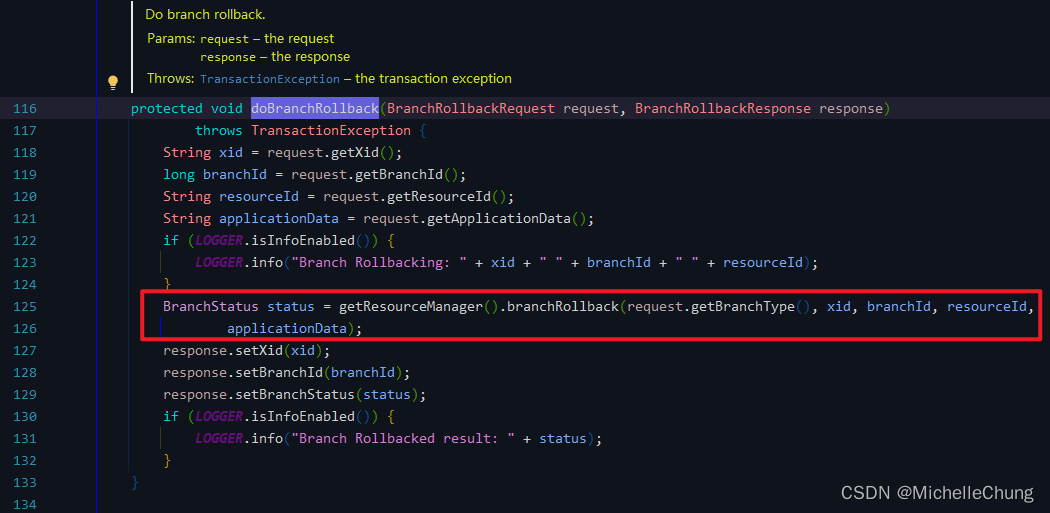 Do branch rollback.
Params: request – the request
response – the response
Throws: TransactionException – the transaction exception
116 protected void doBranchRollback(BranchRollbackRequest request, BranchRollbackResponse response)
117 throws TransactionException {
118 String xid = request.getXid();
119 long branchId = request.getBranchId();
120 String resourceId = request.getResourceId();
121 String applicationData = request.getApplicationData();
122 if (LOGGER.isInfoEnabled()) {
123 LOGGER.info("Branch Rollbacking: " + xid + " " + branchId + " " + resourceId);
124 }
125 BranchStatus status = getResourceManager().branchRollback(request.getBranchType(), xid, branchId, resourceId,
126 applicationData);
127 response.setXid(xid);
128 response.setBranchId(branchId);
129 response.setBranchStatus(status);
130 if (LOGGER.isInfoEnabled()) {
131 LOGGER.info("Branch Rollbacked result: " + status);
132 }
133 }
134
CSDN @MichelleChung